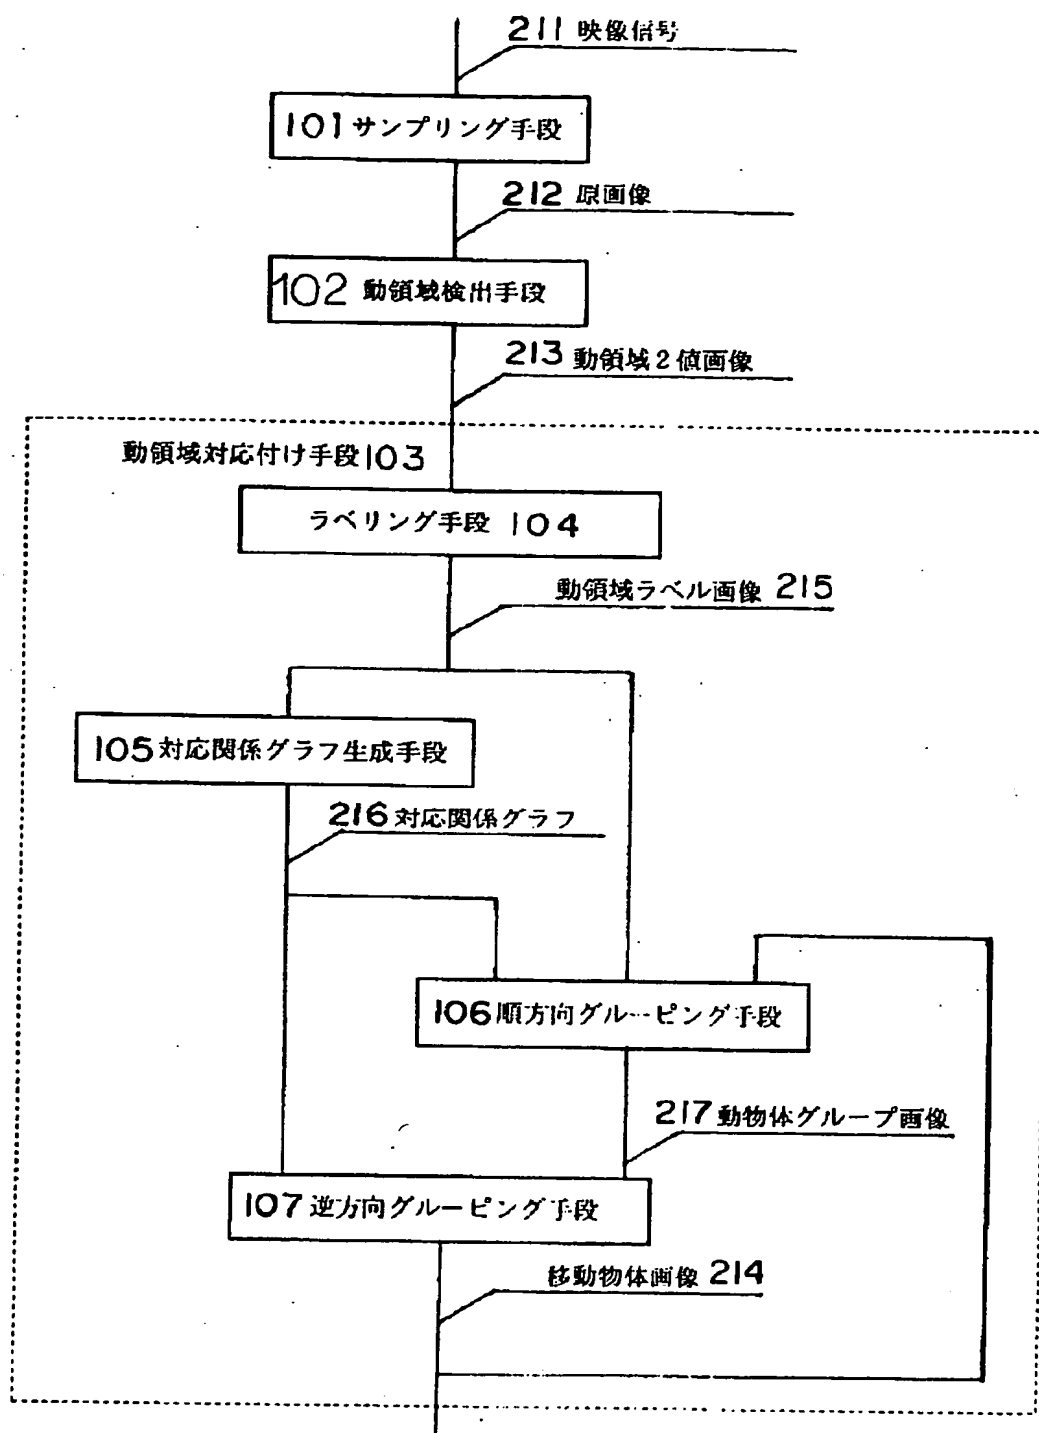 211 映像信号
101 サンプリング手段
212 原画像
102 動領域検出手段
213 動領域2値画像
動領域対応付け手段103
ラベリング手段 104
動領域ラベル画像 215
105 対応関係グラフ生成手段
216 対応関係グラフ
106 順方向グルーピング手段
217 動物体グループ画像
107 逆方向グルーピング手段
移動物体画像 214